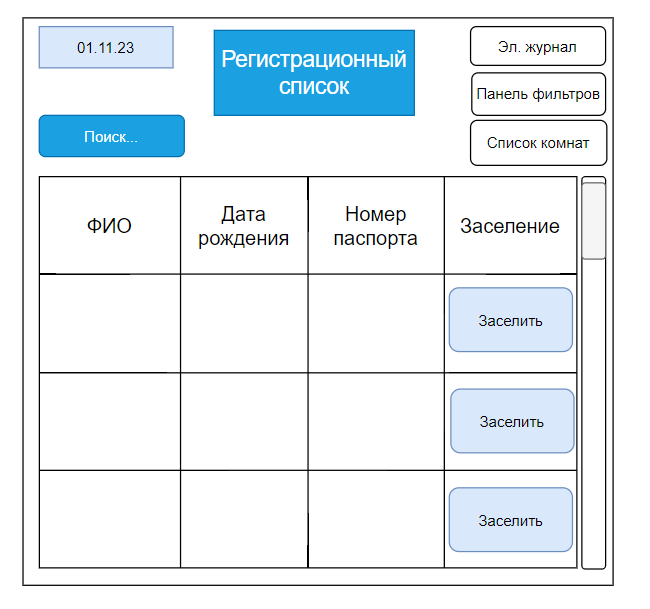 01.11.23
Регистрационный
список
Эл. журнал
Панель фильтров
Поиск...
Список комнат
ФИО
Дата
рождения
Номер
паспорта
Заселение
Заселить
Заселить
Заселить